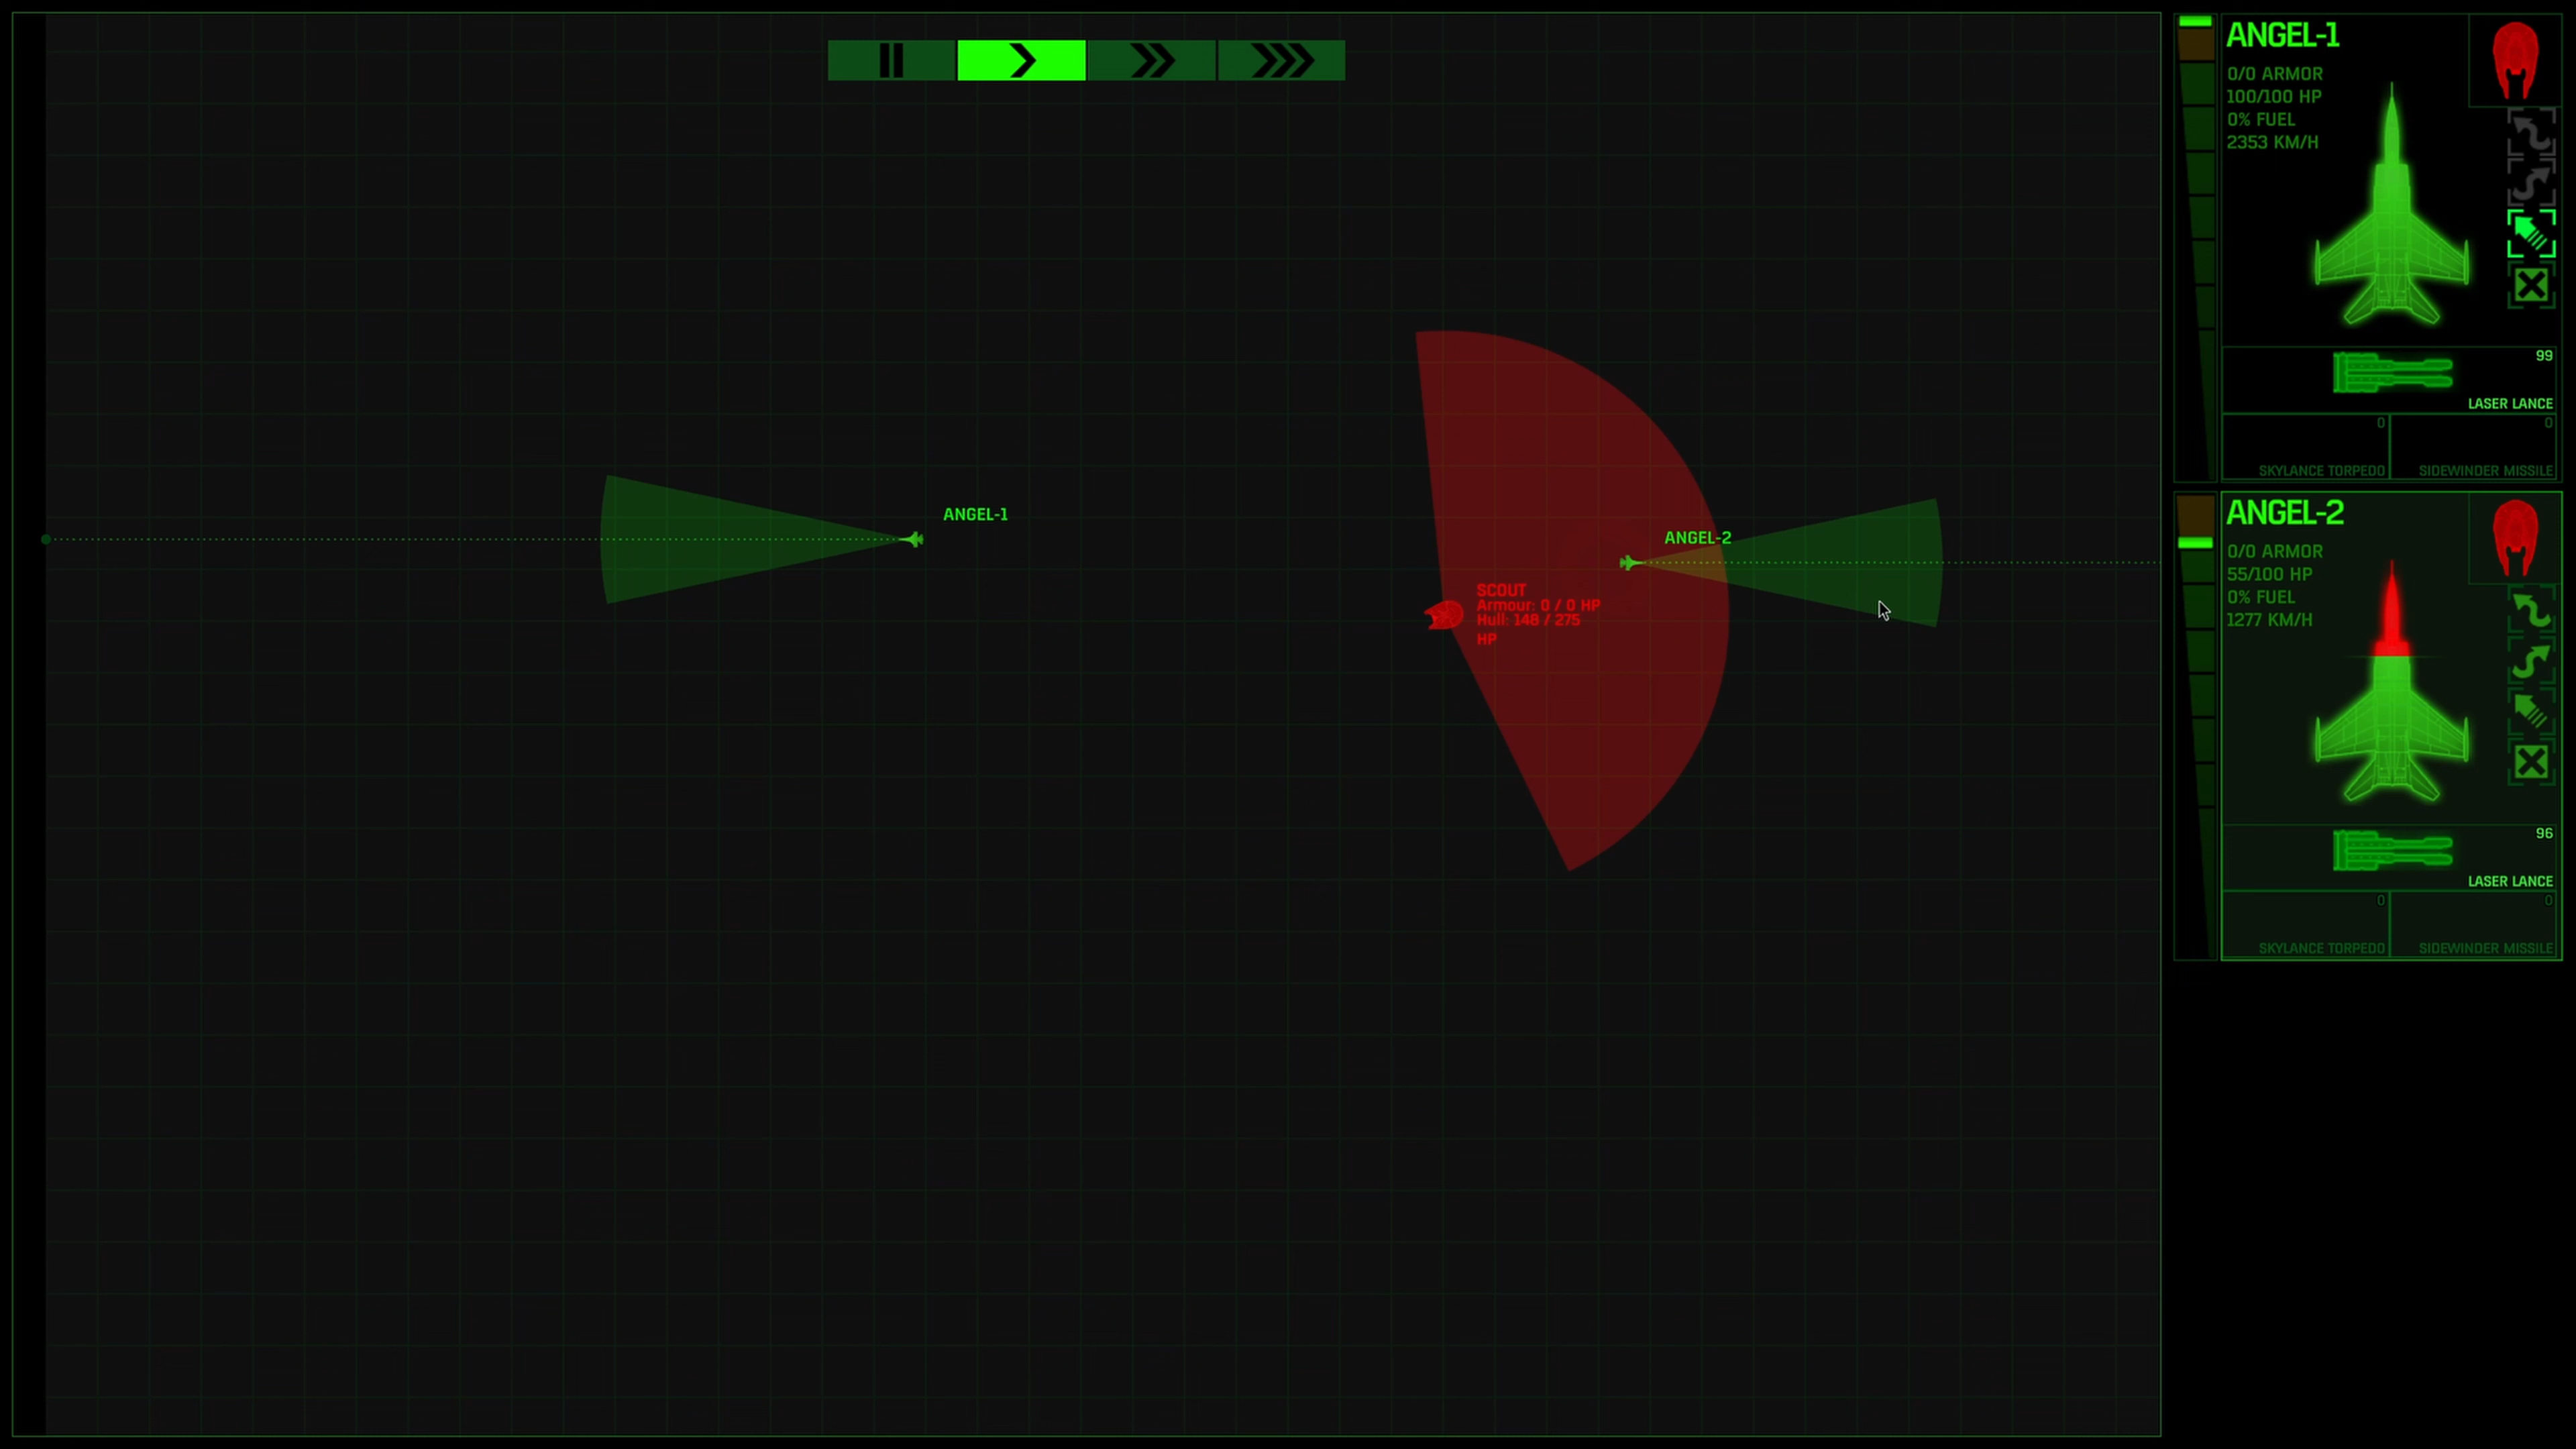 ANGEL-1
0/0 ARMOR
100/100 HP
0% FUEL
2353 KM/H
99
LASER LANCE
0
0
SKYLANCE TORPEDO
SIDEWINDER MISSILE
ANGEL-2
0/0 ARMOR
55/100 HP
0% FUEL
1277 KM/H
96
LASER LANCE
0
0
SKYLANCE TORPEDO
SIDEWINDER MISSILE
ANGEL-1
ANGEL-2
SCOUT
Armour: 0 / 0 HP
Hull: 148 / 275
HP